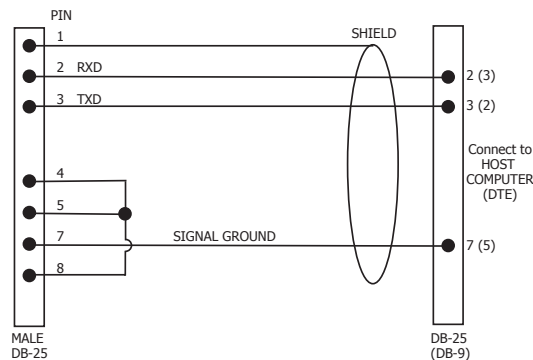 PIN
1
SHIELD
2 RXD
2 (3)
3 TXD
3 (2)
Connect to
HOST
COMPUTER
(DTE)
4
5
7
SIGNAL GROUND
7 (5)
8
MALE
DB-25
DB-25
(DB-9)